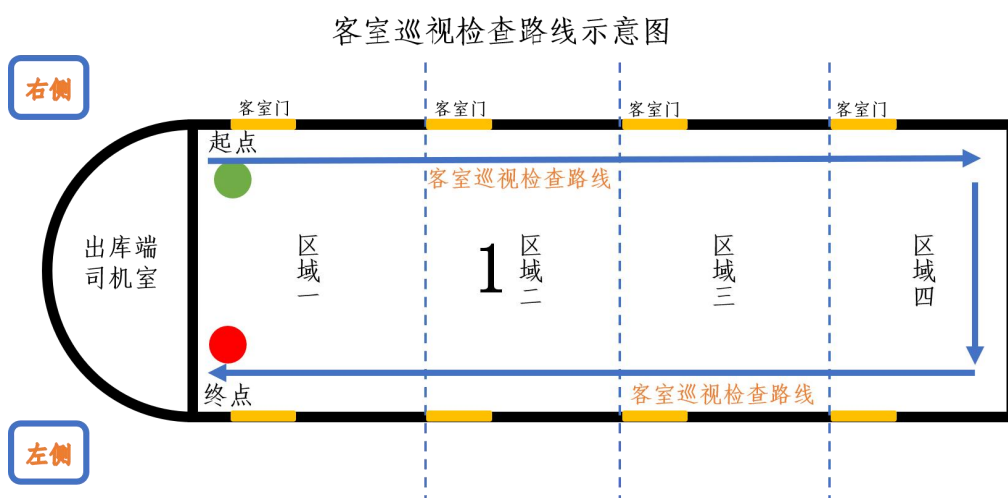 客室巡视检查路线示意图
右侧
客室门
客室门
客室门
客室门
起点
客室巡视检查路线
出库端
司机室
区域一
1
区域二
区域三
区域四
终点
客室巡视检查路线
左侧